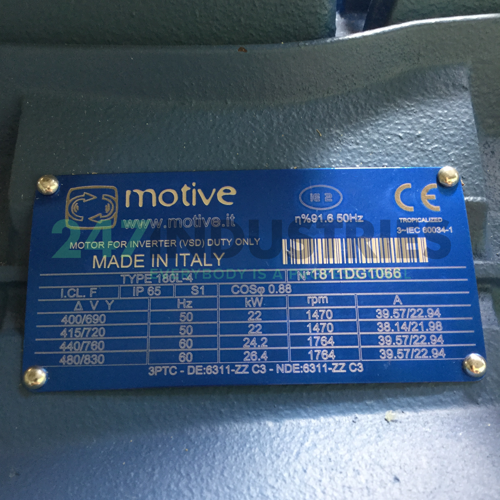 motive
www.motive.it
MOTOR FOR INVERTER (VSD) DUTY ONLY
MADE IN ITALY
η%91.6 50Hz
CE
TROPICALIZED
3~IEC 60034-1
24 INDUSTRIES
EVERYBODY IS A
TYPE 180L-4 N°1811DG1066
I.CL. F IP 65 S1 COSφ 0.88
Δ V Y Hz kW rpm A
400/690 50 22 1470 39.57/22.94
415/720 50 22 1470 38.14/21.98
440/760 60 24.2 1764 39.57/22.94
480/830 60 26.4 1764 39.57/22.94
3PTC - DE:6311-ZZ C3 - NDE:6311-ZZ C3